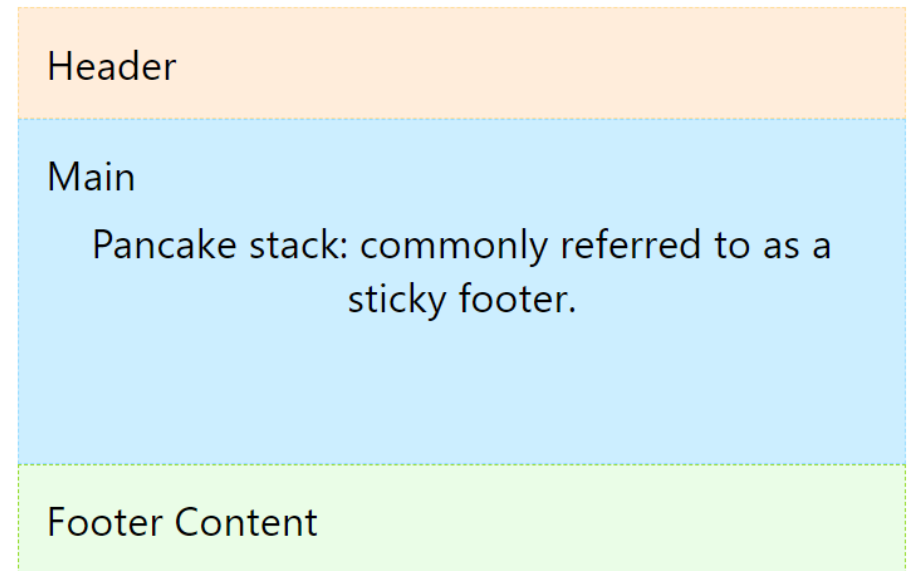 Header
Main
Pancake stack: commonly referred to as a
sticky footer.
Footer Content